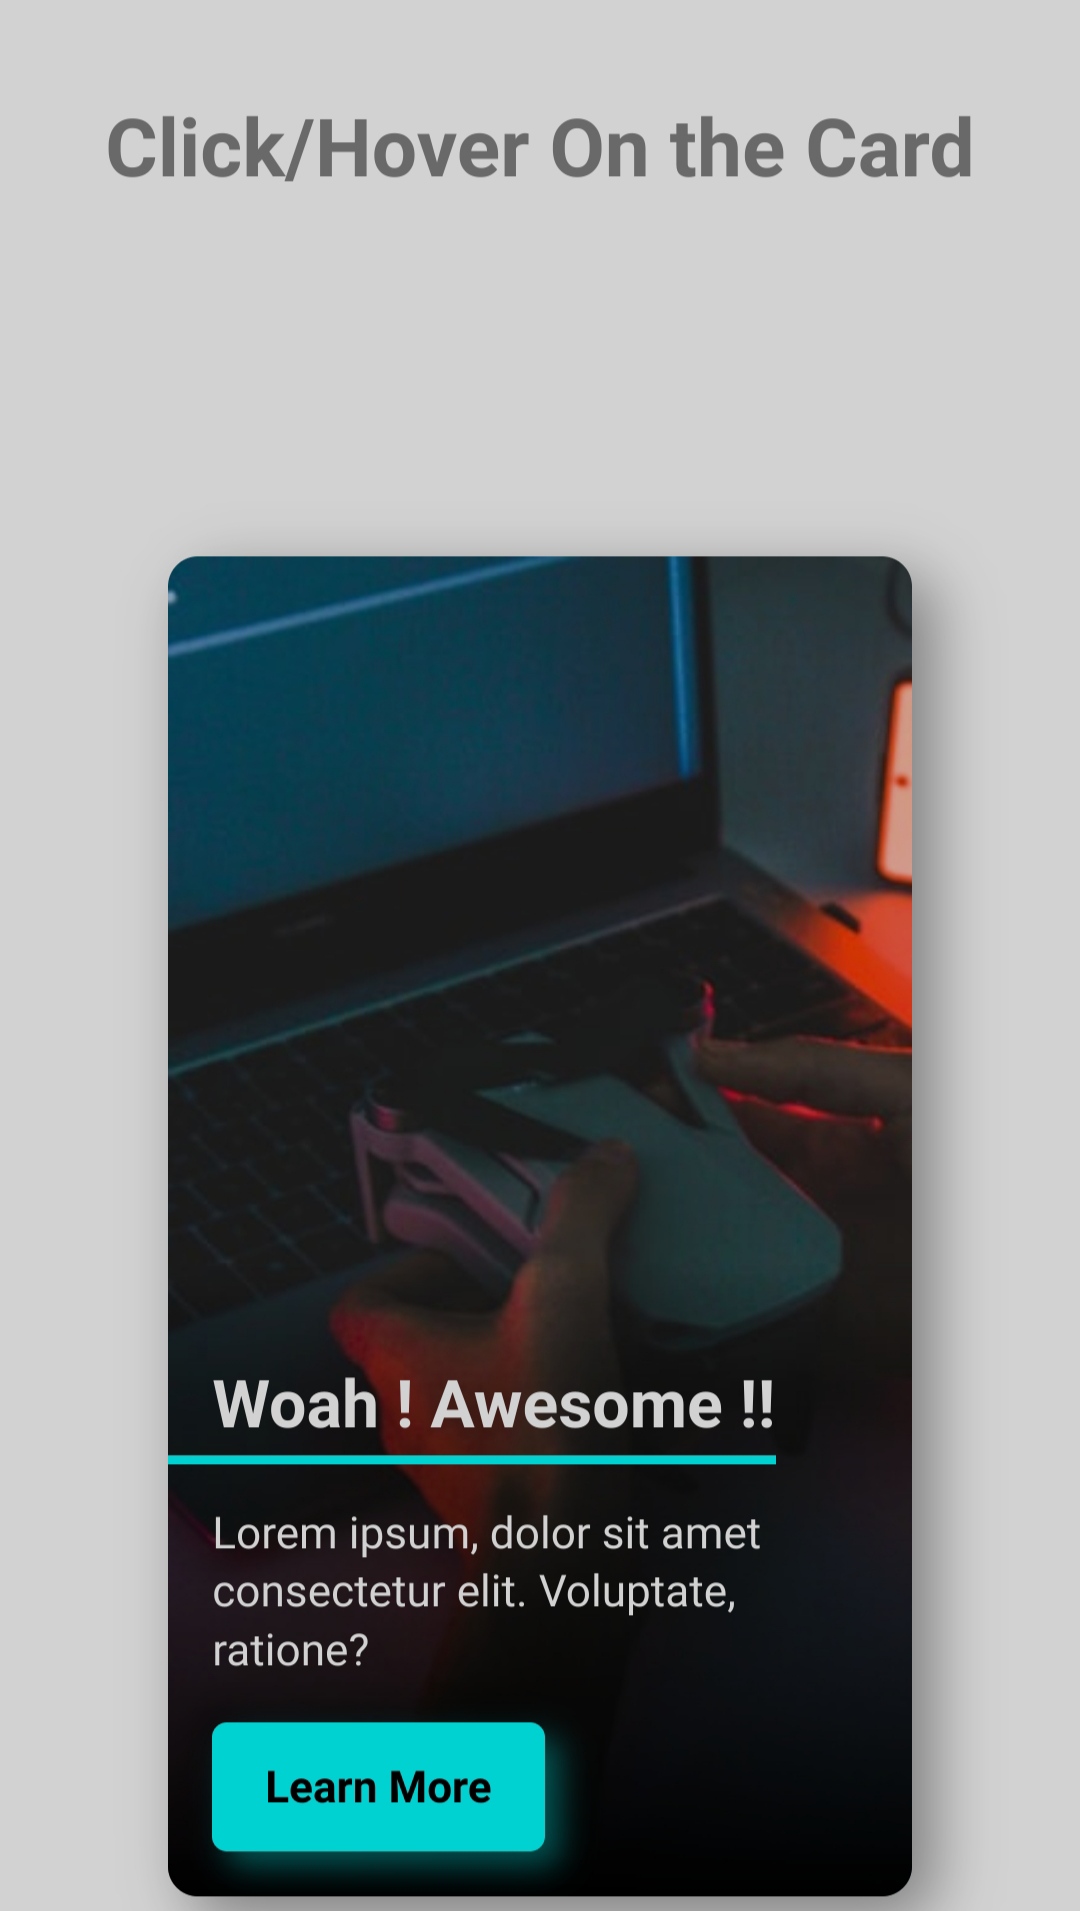 Click/Hover On the Card
Woah ! Awesome !!
Lorem ipsum, dolor sit amet
consectetur elit. Voluptate,
ratione?
Learn More